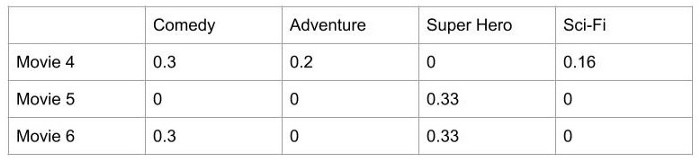 Comedy Adventure Super Hero Sci-Fi
Movie 4 0.3 0.2 0 0.16
Movie 5 0 0 0.33 0
Movie 6 0.3 0 0.33 0